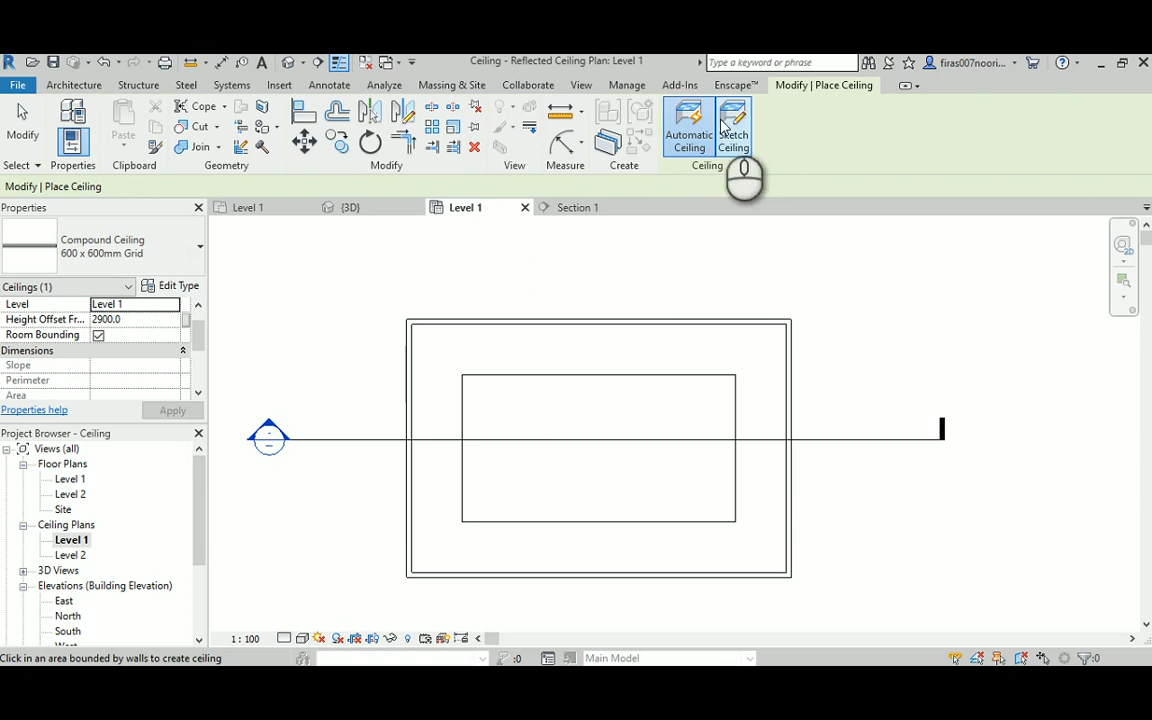 Ceiling - Reflected Ceiling Plan: Level 1
Type a keyword or phrase
firas007noori...
File Architecture Structure Steel Systems Insert Annotate Analyze Massing & Site Collaborate View Manage Add-Ins Enscape™ Modify | Place Ceiling
Modify
Paste
Cope
Cut
Join
Automatic Ceiling
Sketch Ceiling
Select Properties Clipboard Geometry Modify View Measure Create Ceiling
Modify | Place Ceiling
Properties
Level 1 {3D} Level 1 Section 1
Compound Ceiling
600 x 600mm Grid
Ceilings (1) Edit Type
Level Level 1
Height Offset Fr... 2900.0
Room Bounding
Dimensions
Slope
Perimeter
Area
Properties help Apply
Project Browser - Ceiling
Views (all)
Floor Plans
Level 1
Level 2
Site
Ceiling Plans
Level 1
Level 2
3D Views
Elevations (Building Elevation)
East
North
South
2D
1 : 100
Click in an area bounded by walls to create ceiling
:0
Main Model
:0